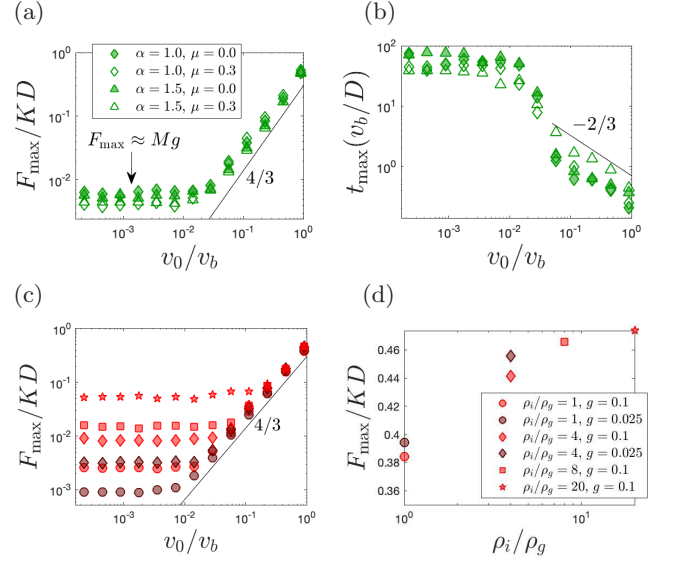 (a)
10^0
10^-1
10^-2
F_max/KD
α = 1.0, μ = 0.0
α = 1.0, μ = 0.3
α = 1.5, μ = 0.0
α = 1.5, μ = 0.3
F_max ≈ Mg
4/3
10^-3 10^-2 10^-1 10^0
v_0/v_b
(b)
10^2
10^1
10^0
t_max(v_b/D)
−2/3
10^-3 10^-2 10^-1 10^0
v_0/v_b
(c)
10^0
10^-1
10^-2
10^-3
F_max/KD
4/3
10^-3 10^-2 10^-1 10^0
v_0/v_b
(d)
0.46
0.44
0.4
0.36
F_max/KD
ρ_i/ρ_g = 1, g = 0.1
ρ_i/ρ_g = 1, g = 0.025
ρ_i/ρ_g = 4, g = 0.1
ρ_i/ρ_g = 4, g = 0.025
ρ_i/ρ_g = 8, g = 0.1
ρ_i/ρ_g = 20, g = 0.1
10^0 10^1
ρ_i/ρ_g